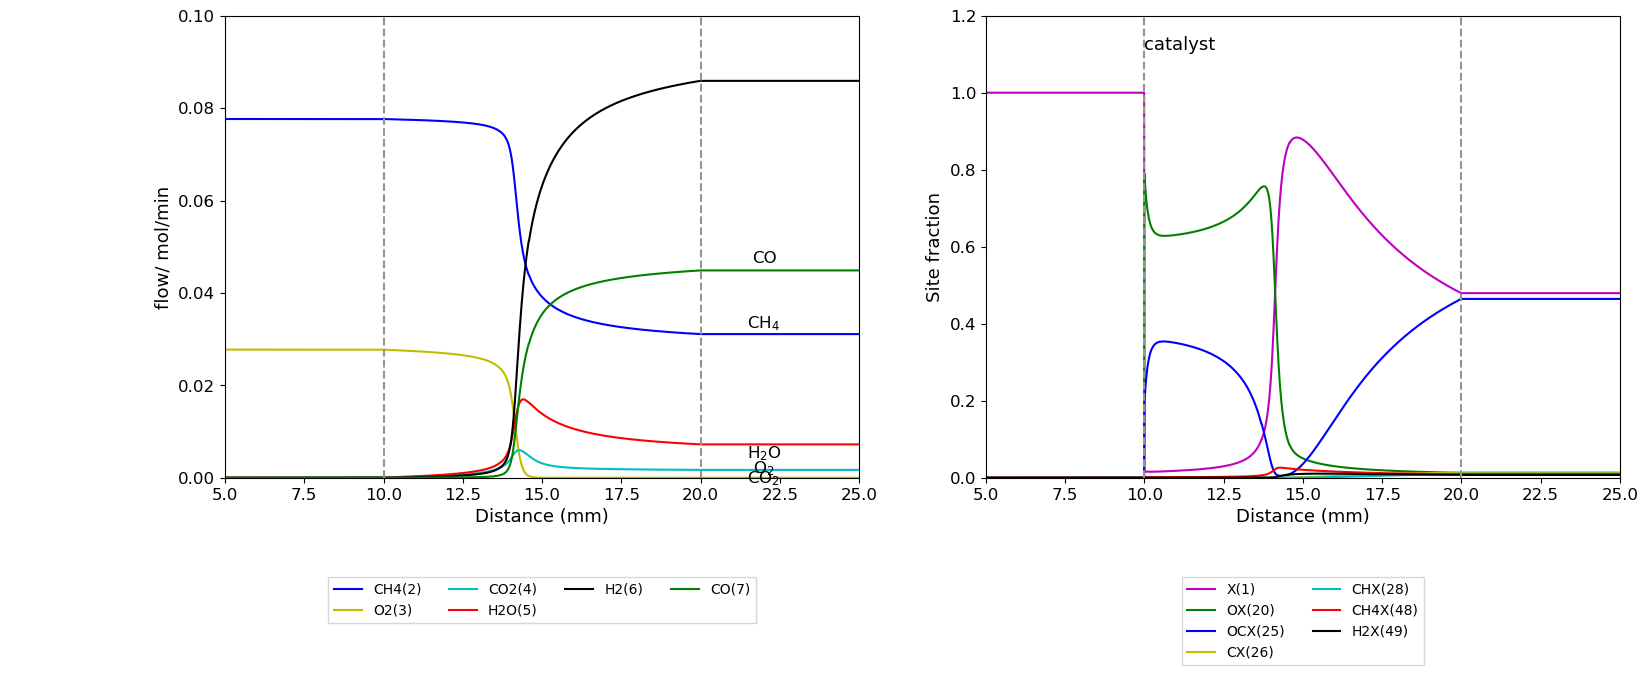 0.10
0.08
0.06
0.04
0.02
0.00
flow/ mol/min
CO
CH₄
H₂O
O₂
CO₂
5.0 7.5 10.0 12.5 15.0 17.5 20.0 22.5 25.0
Distance (mm)
CH4(2) CO2(4) H2(6) CO(7)
O2(3) H2O(5)
1.2
1.0
0.8
0.6
0.4
0.2
0.0
Site fraction
catalyst
5.0 7.5 10.0 12.5 15.0 17.5 20.0 22.5 25.0
Distance (mm)
X(1) CHX(28)
OX(20) CH4X(48)
OCX(25) H2X(49)
CX(26)